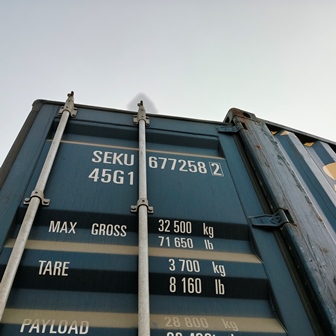 SEKU 677258 2
45G1
MAX GROSS 32 500 kg
71 650 lb
TARE 3 700 kg
8 160 lb
PAYLOAD 28 800 kg